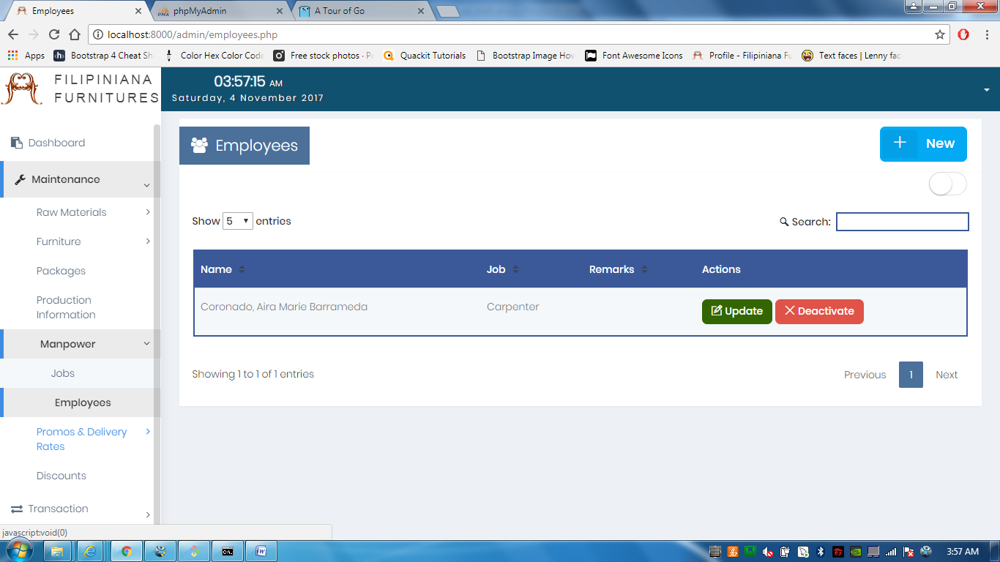 Employees
phpMyAdmin
A Tour of Go
localhost:8000/admin/employees.php
Apps
Bootstrap 4 Cheat Sh
Color Hex Color Code
Free stock photos · Pe
Quackit Tutorials
Bootstrap Image Hov
Font Awesome Icons
Profile - Filipiniana Fu
Text faces | Lenny fac
FILIPINIANA
FURNITURES
03:57:15 AM
Saturday, 4 November 2017
Dashboard
Maintenance
Raw Materials
Furniture
Packages
Production
Information
Manpower
Jobs
Employees
Promos & Delivery
Rates
Discounts
Transaction
Employees
New
Show 5 entries
Search:
Name Job Remarks Actions
Coronado, Aira Marie Barrameda Carpenter Update Deactivate
Showing 1 to 1 of 1 entries
Previous 1 Next
javascript:void(0)
3:57 AM